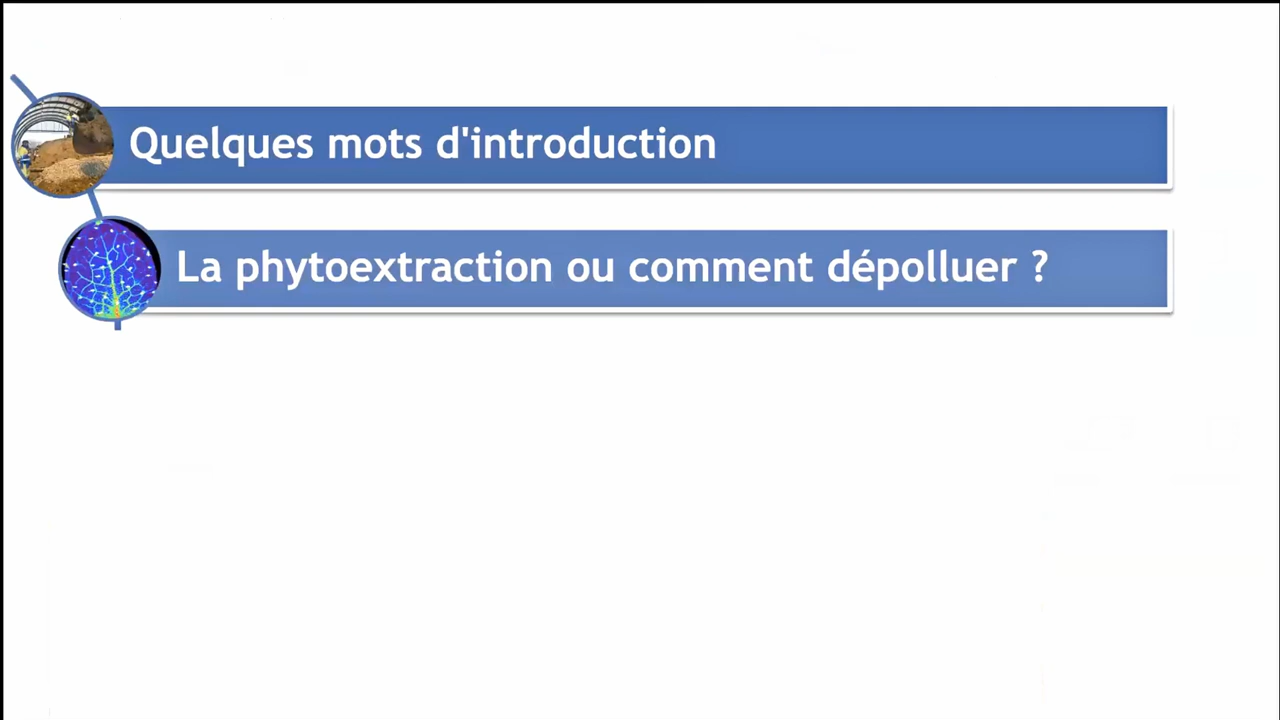 Quelques mots d'introduction
La phytoextraction ou comment dépolluer ?